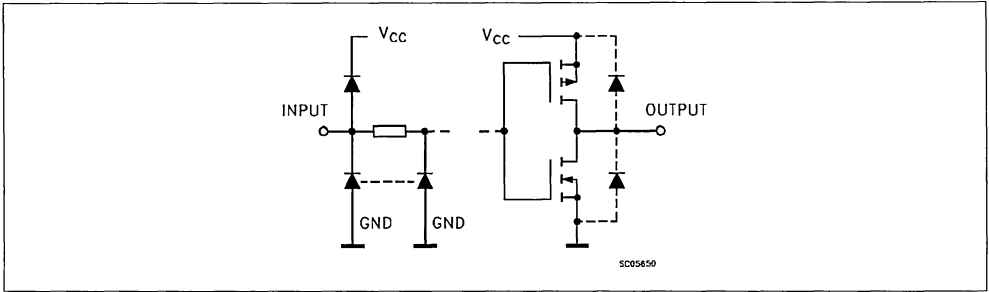 VCC
VCC
INPUT
OUTPUT
GND
GND
SC05650